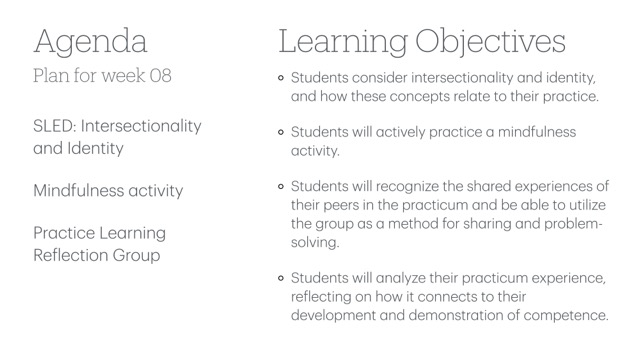 Agenda
Plan for week 08
SLED: Intersectionality
and Identity
Mindfulness activity
Practice Learning
Reflection Group
Learning Objectives
Students consider intersectionality and identity,
and how these concepts relate to their practice.
Students will actively practice a mindfulness
activity.
Students will recognize the shared experiences of
their peers in the practicum and be able to utilize
the group as a method for sharing and problem-
solving.
Students will analyze their practicum experience,
reflecting on how it connects to their
development and demonstration of competence.